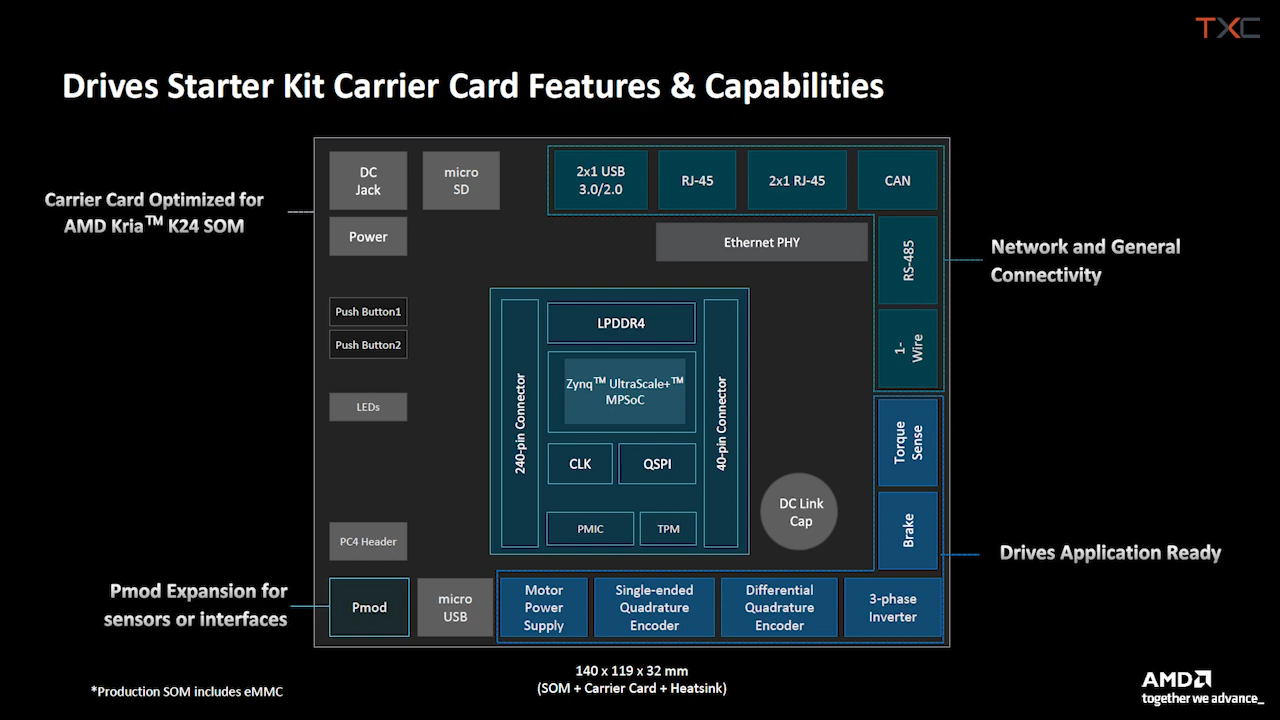 TXC
Drives Starter Kit Carrier Card Features & Capabilities
DC
Jack
micro
SD
2x1 USB
3.0/2.0
RJ-45
2x1 RJ-45
CAN
Carrier Card Optimized for
AMD Kria™ K24 SOM
Power
Ethernet PHY
RS-485
Network and General
Connectivity
Push Button1
Push Button2
LPDDR4
1-
Wire
240-pin Connector
Zynq™ UltraScale+™
MPSoC
40-pin Connector
LEDs
Torque
Sense
CLK
QSPI
DC Link
Cap
PMIC
TPM
Brake
PC4 Header
Drives Application Ready
Pmod Expansion for
sensors or interfaces
Pmod
micro
USB
Motor
Power
Supply
Single-ended
Quadrature
Encoder
Differential
Quadrature
Encoder
3-phase
Inverter
140 x 119 x 32 mm
(SOM + Carrier Card + Heatsink)
*Production SOM includes eMMC
AMD
together we advance_